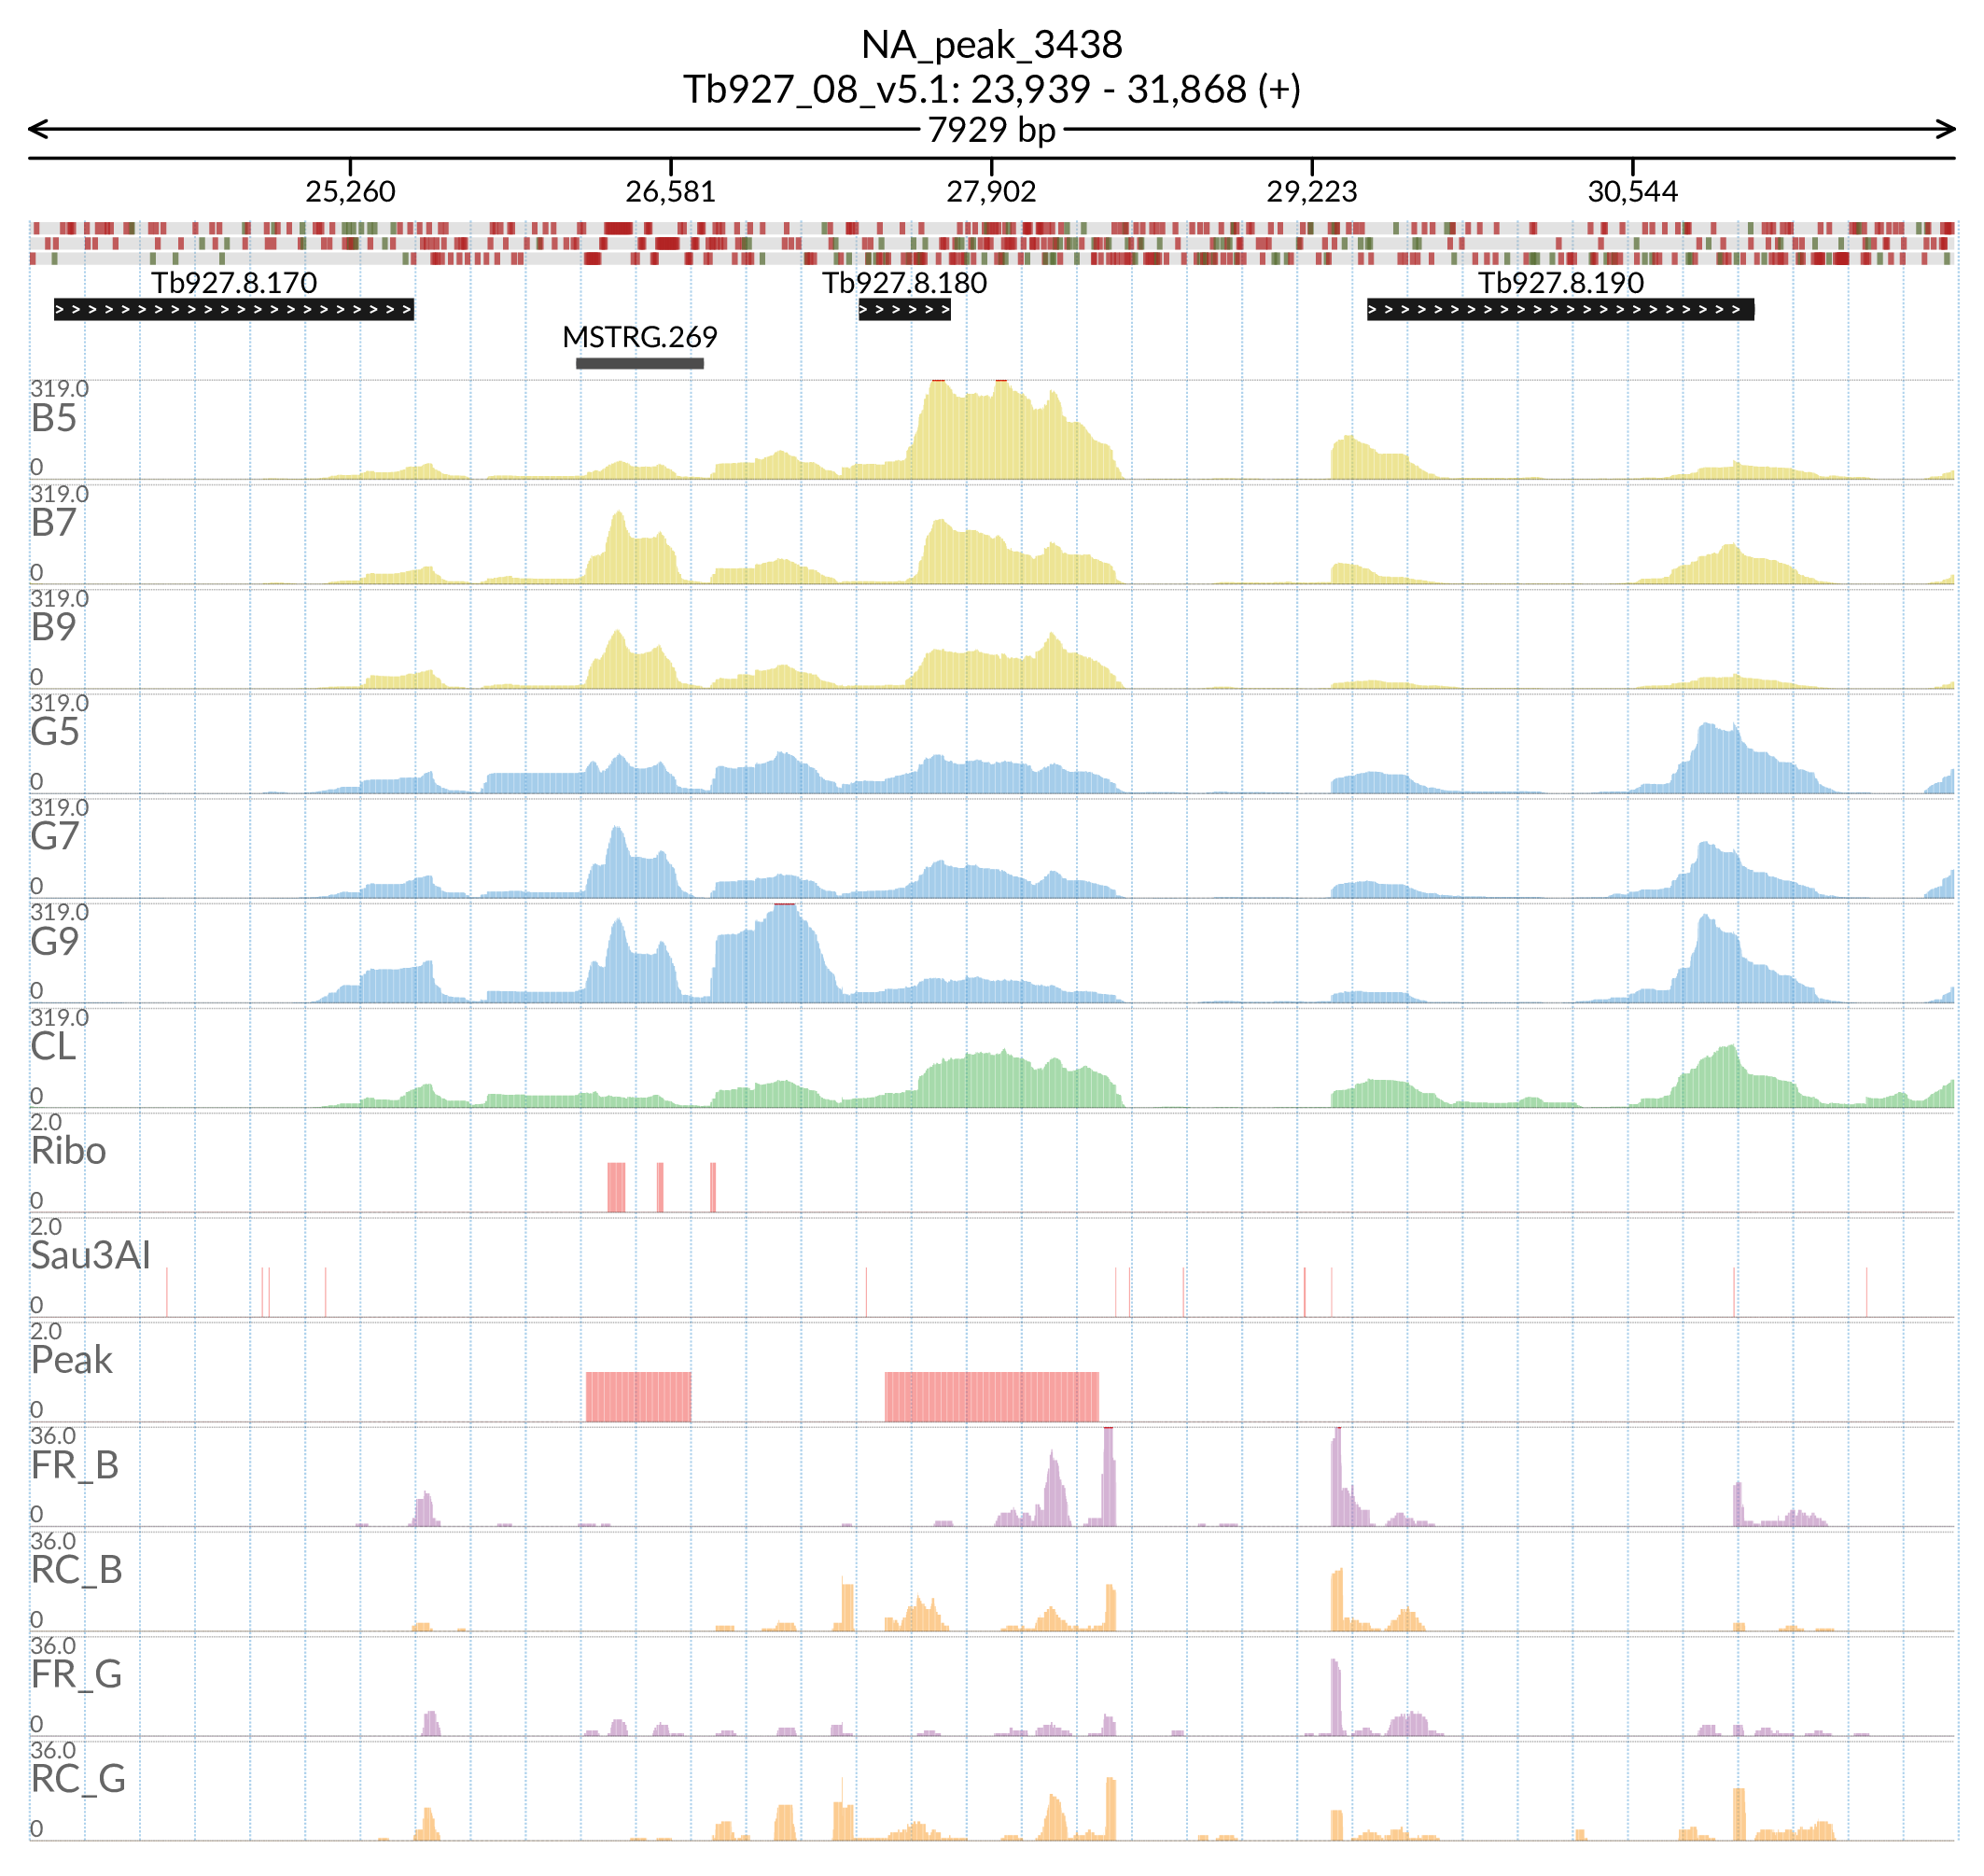 NA_peak_3438
Tb927_08_v5.1: 23,939 - 31,868 (+)
7929 bp
25,260 26,581 27,902 29,223 30,544
Tb927.8.170 Tb927.8.180 Tb927.8.190
MSTRG.269
319.0
B5
0
319.0
B7
0
319.0
B9
0
319.0
G5
0
319.0
G7
0
319.0
G9
0
319.0
CL
0
2.0
Ribo
0
2.0
Sau3AI
0
2.0
Peak
0
36.0
FR_B
0
36.0
RC_B
0
36.0
FR_G
0
36.0
RC_G
0